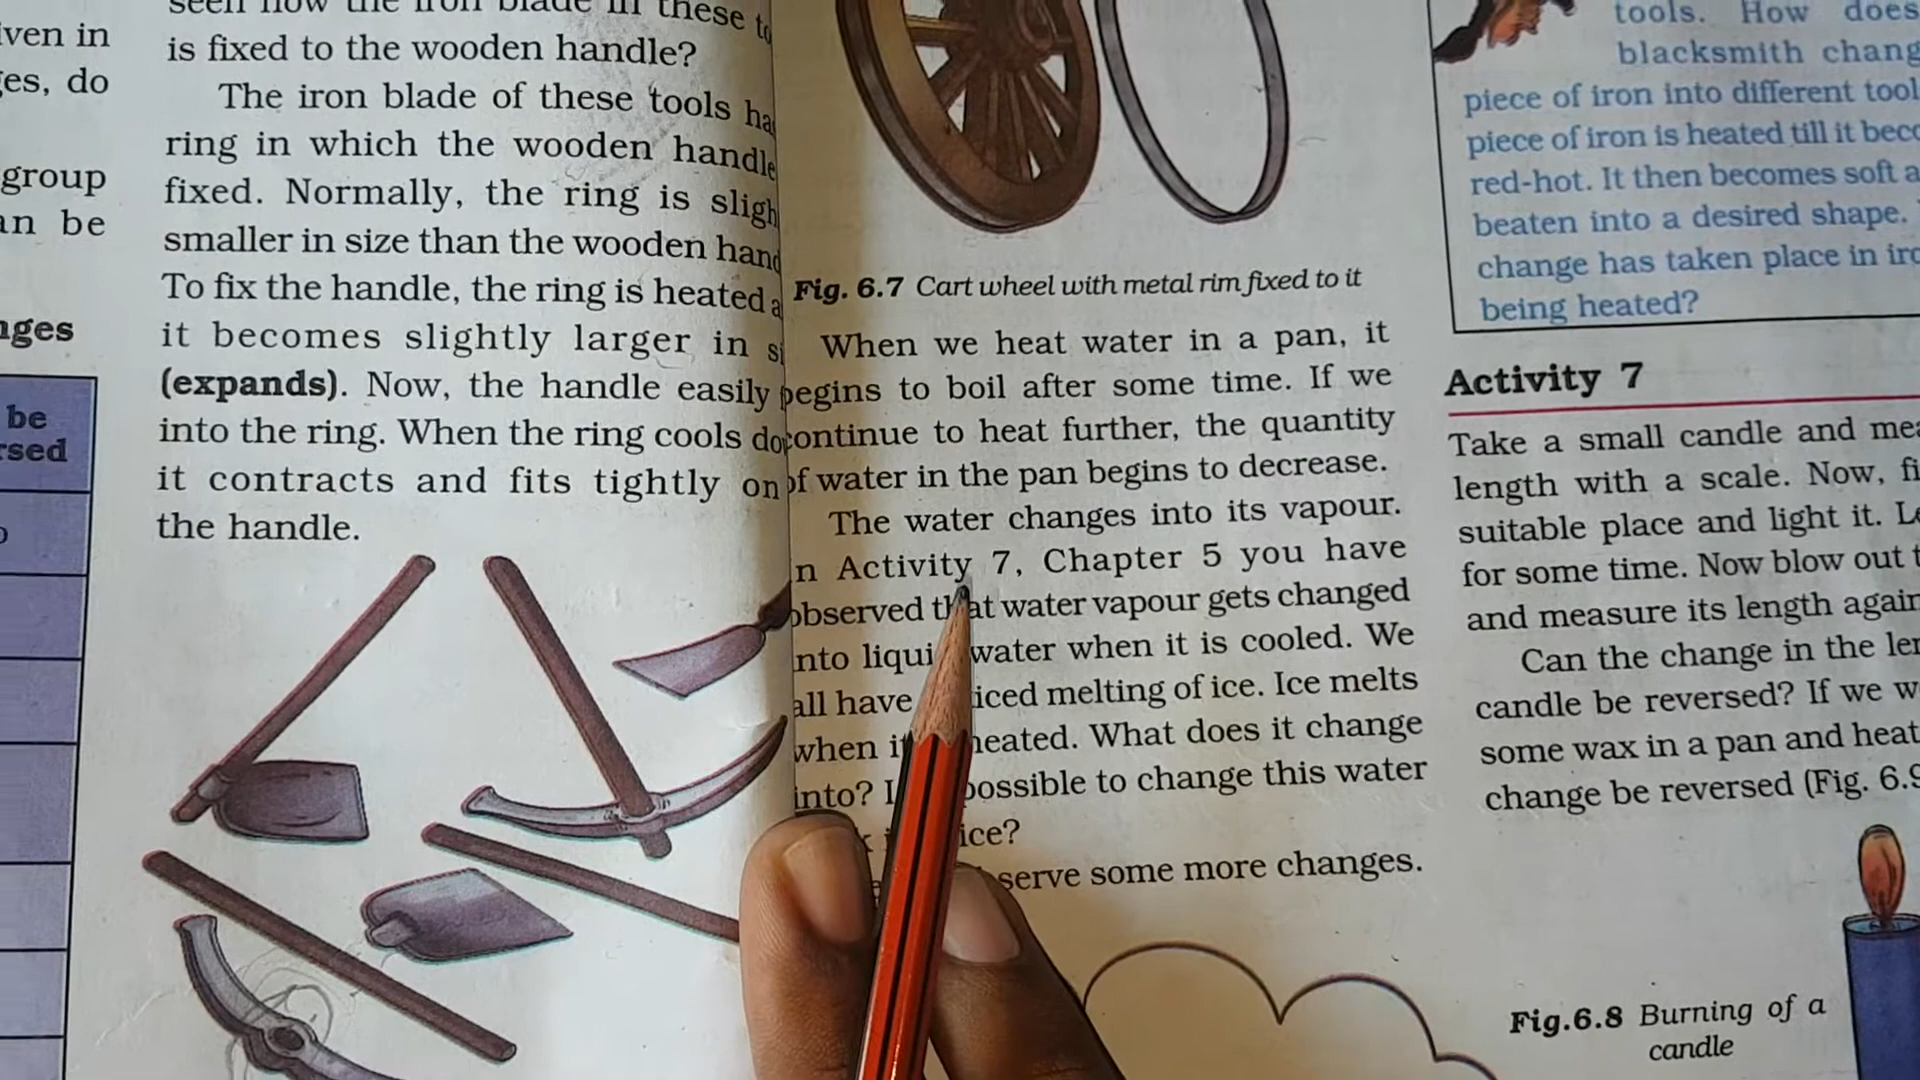 ven in
es, do
group
an be
ges
be
rsed
seen how the iron blade in these
is fixed to the wooden handle?
The iron blade of these tools ha
ring in which the wooden handle
fixed. Normally, the ring is sligh
smaller in size than the wooden hand
To fix the handle, the ring is heated a
it becomes slightly larger in si
(expands). Now, the handle easily
into the ring. When the ring cools do
it contracts and fits tightly on
the handle.
Fig. 6.7 Cart wheel with metal rim fixed to it
When we heat water in a pan, it
begins to boil after some time. If we
continue to heat further, the quantity
of water in the pan begins to decrease.
The water changes into its vapour.
n Activity 7, Chapter 5 you have
observed that water vapour gets changed
nto liqui water when it is cooled. We
all have iced melting of ice. Ice melts
when it heated. What does it change
into? I possible to change this water
ice?
serve some more changes.
tools. How does
blacksmith chang
piece of iron into different tool
piece of iron is heated till it beco
red-hot. It then becomes soft a
beaten into a desired shape.
change has taken place in iro
being heated?
Activity 7
Take a small candle and mea
length with a scale. Now, fi
suitable place and light it. Le
for some time. Now blow out t
and measure its length again
Can the change in the len
candle be reversed? If we w
some wax in a pan and heat
change be reversed (Fig. 6.9
Fig.6.8 Burning of a
candle